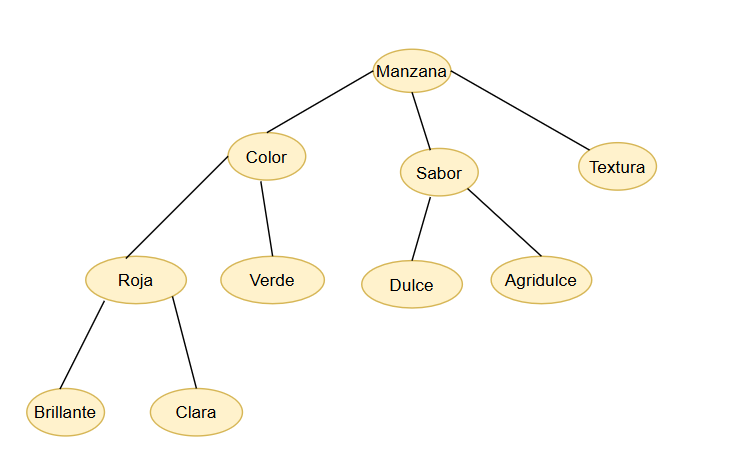 Manzana
Color
Sabor
Textura
Roja
Verde
Dulce
Agridulce
Brillante
Clara